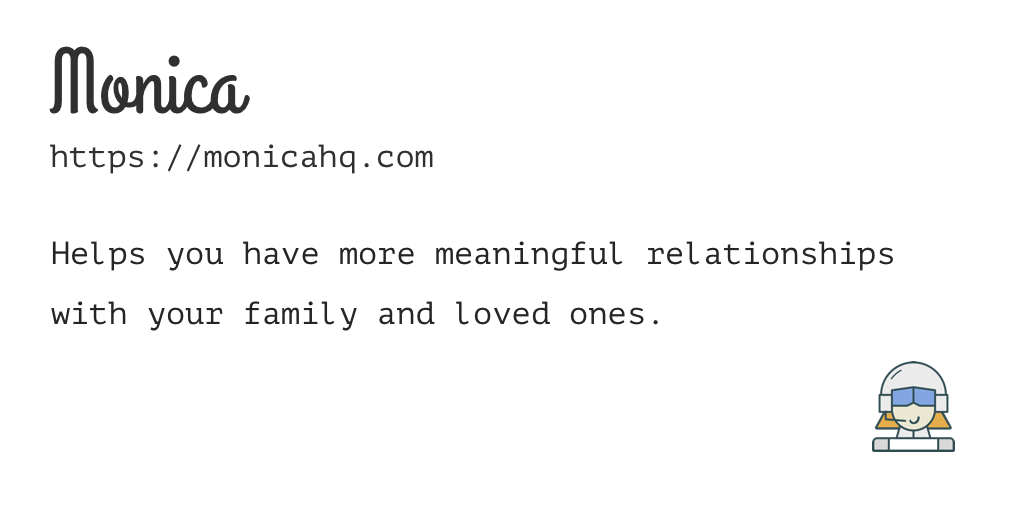 Monica
https://monicahq.com
Helps you have more meaningful relationships
with your family and loved ones.